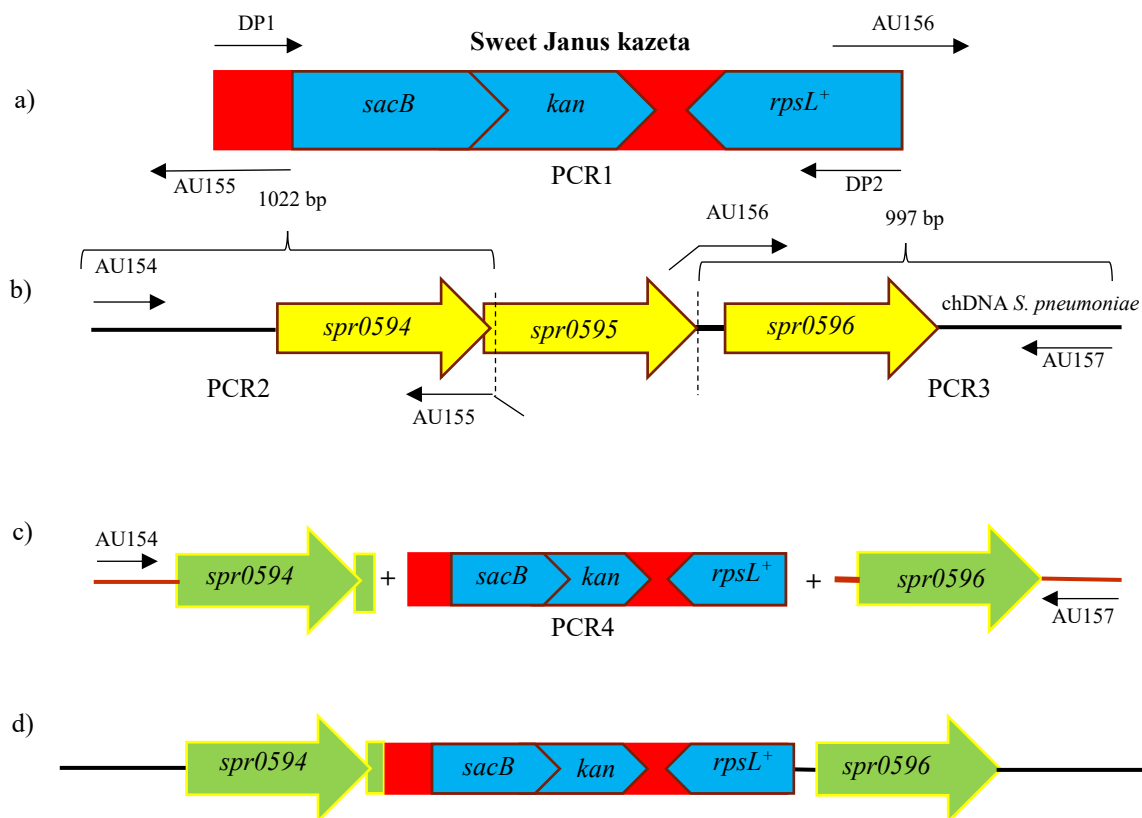 DP1
Sweet Janus kazeta
AU156
a)
sacB kan rpsL+
AU155
PCR1
DP2
1022 bp
AU156
997 bp
AU154
b)
spr0594 spr0595 spr0596
chDNA S. pneumoniae
PCR2
AU155
AU157
PCR3
c)
AU154
spr0594 + sacB kan rpsL+ + spr0596
PCR4
AU157
d)
spr0594 sacB kan rpsL+ spr0596